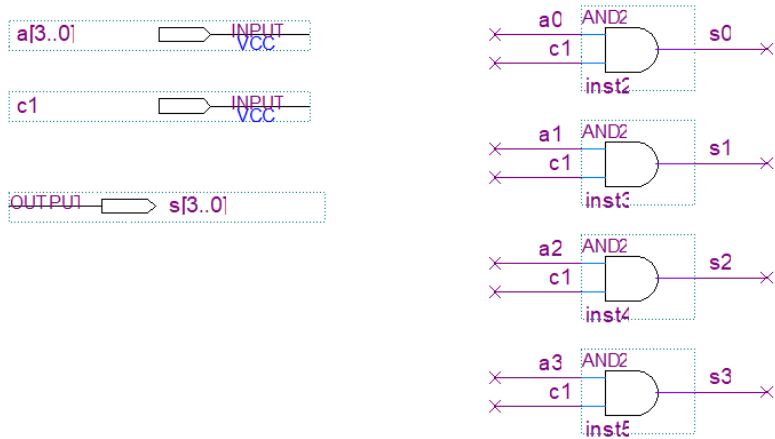 a[3..0] INPUT
VCC
c1 INPUT
VCC
OUTPUT s[3..0]
a0 AND2 s0
c1
inst2
a1 AND2 s1
c1
inst3
a2 AND2 s2
c1
inst4
a3 AND2 s3
c1
inst5